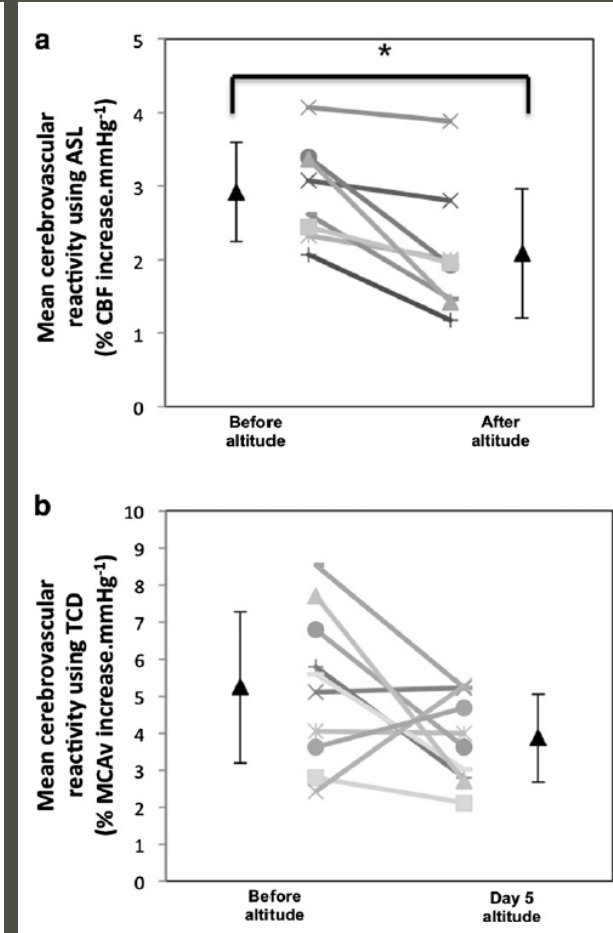 a
Mean cerebrovascular
reactivity using ASL
(% CBF increase.mmHg-1)
5
4
3
2
1
0
*
Before
altitude
After
altitude
b
Mean cerebrovascular
reactivity using TCD
(% MCAv increase.mmHg-1)
10
9
8
7
6
5
4
3
2
1
0
Before
altitude
Day 5
altitude